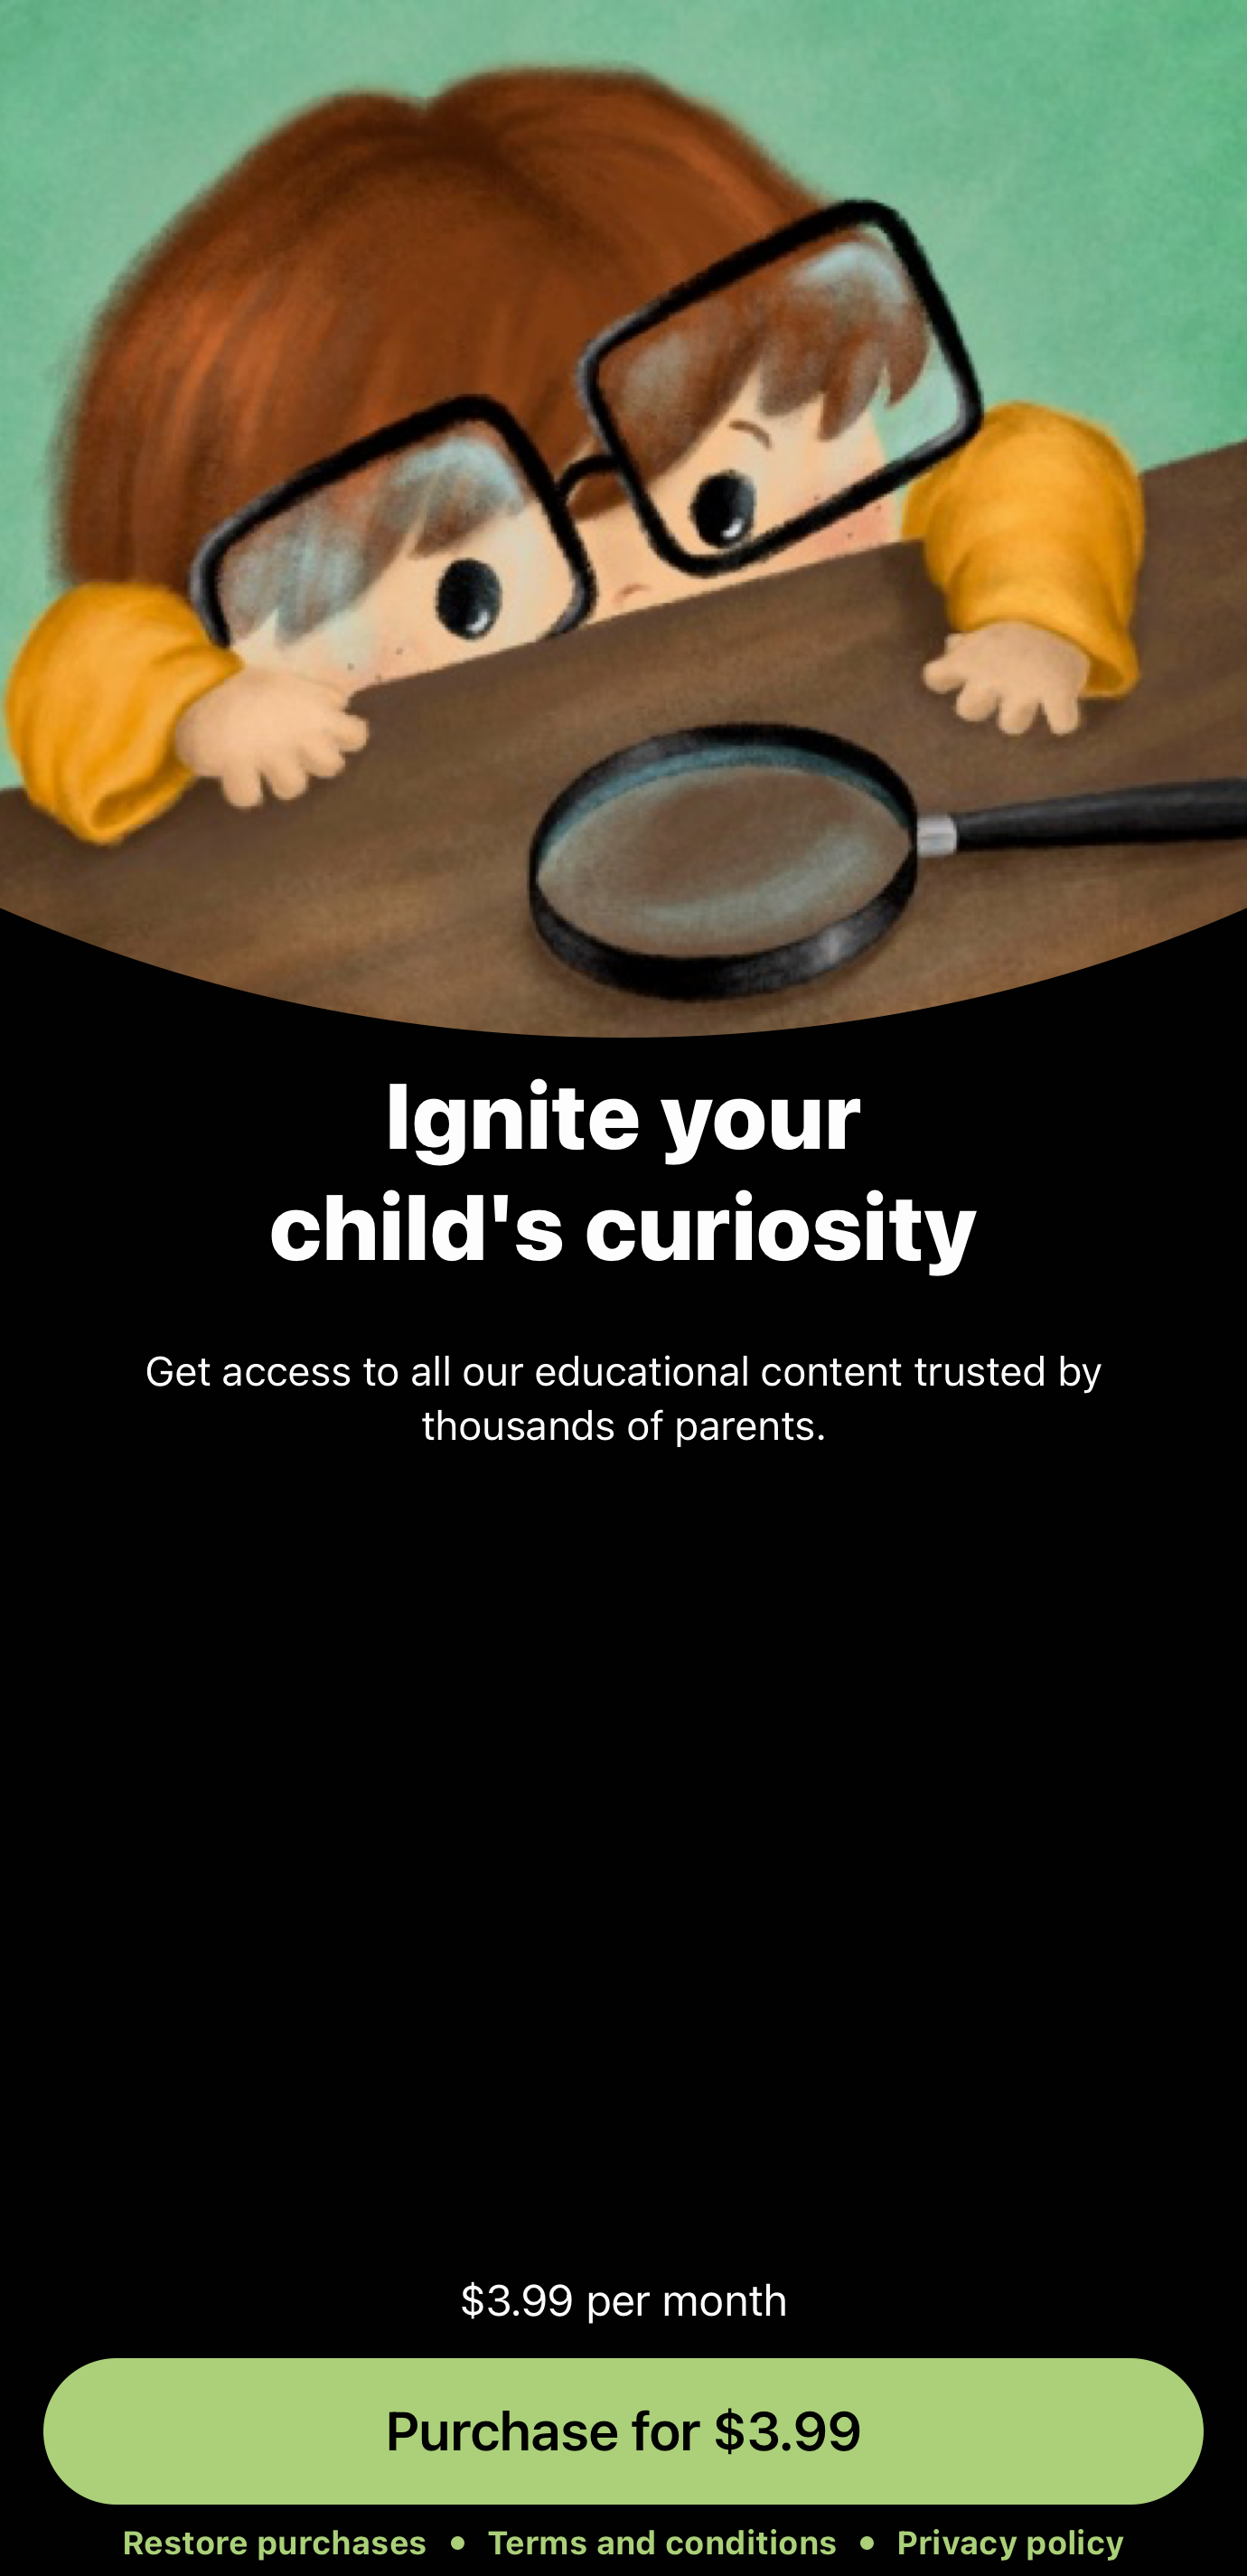 Ignite your
child's curiosity
Get access to all our educational content trusted by
thousands of parents.
$3.99 per month
Purchase for $3.99
Restore purchases • Terms and conditions • Privacy policy